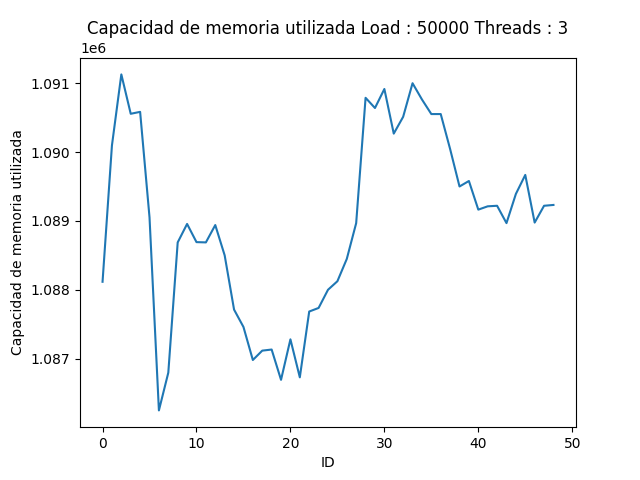 Capacidad de memoria utilizada Load : 50000 Threads : 3
1e6
1.091
1.090
1.089
1.088
1.087
Capacidad de memoria utilizada
0 10 20 30 40 50
ID